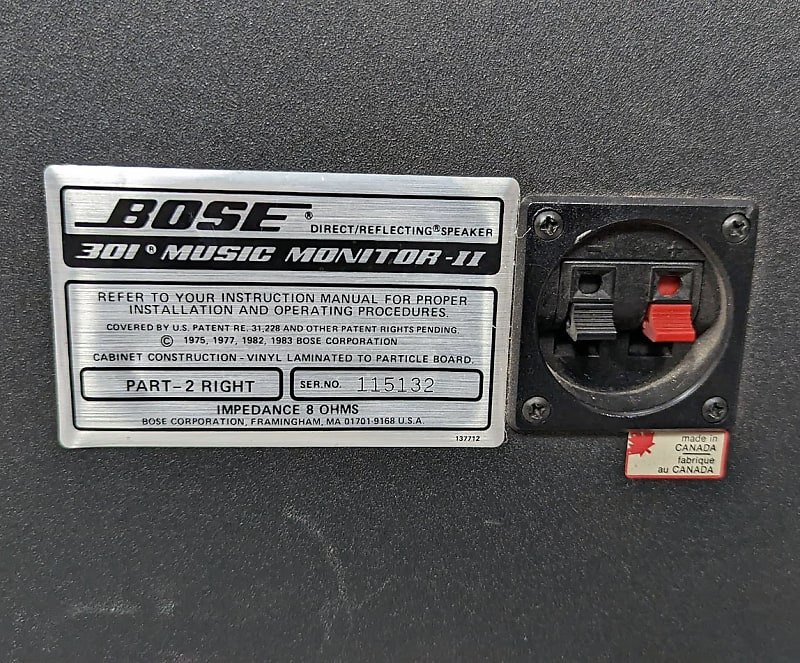 BOSE®
DIRECT/REFLECTING® SPEAKER
301® MUSIC MONITOR-II
REFER TO YOUR INSTRUCTION MANUAL FOR PROPER
INSTALLATION AND OPERATING PROCEDURES.
COVERED BY U.S. PATENT RE. 31,228 AND OTHER PATENT RIGHTS PENDING.
© 1975, 1977, 1982, 1983 BOSE CORPORATION
CABINET CONSTRUCTION - VINYL LAMINATED TO PARTICLE BOARD.
PART-2 RIGHT
SER.NO. 115132
IMPEDANCE 8 OHMS
BOSE CORPORATION, FRAMINGHAM, MA 01701-9168 U.S.A.
137712
- +
made in
CANADA
fabrique
au CANADA